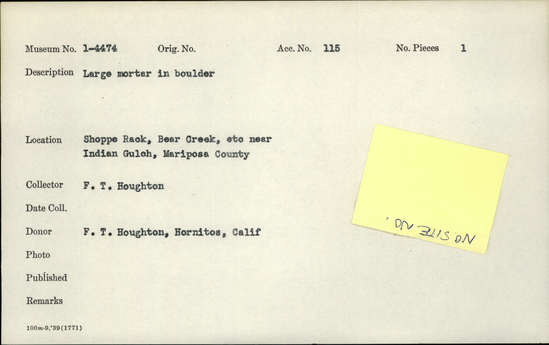 Museum No. 1-4474 Orig. No. Acc. No. 115 No. Pieces 1
Description Large mortar in boulder
Location Shoppe Rack, Bear Creek, etc near
Indian Gulch, Mariposa County
Collector F. T. Houghton
Date Coll.
Donor F. T. Houghton, Hornitos, Calif
Photo
Published
Remarks
100m-9,'39(1771)
NO SITE NO.